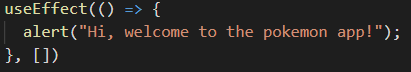 useEffect(() => {
  alert("Hi, welcome to the pokemon app!");
}, [])